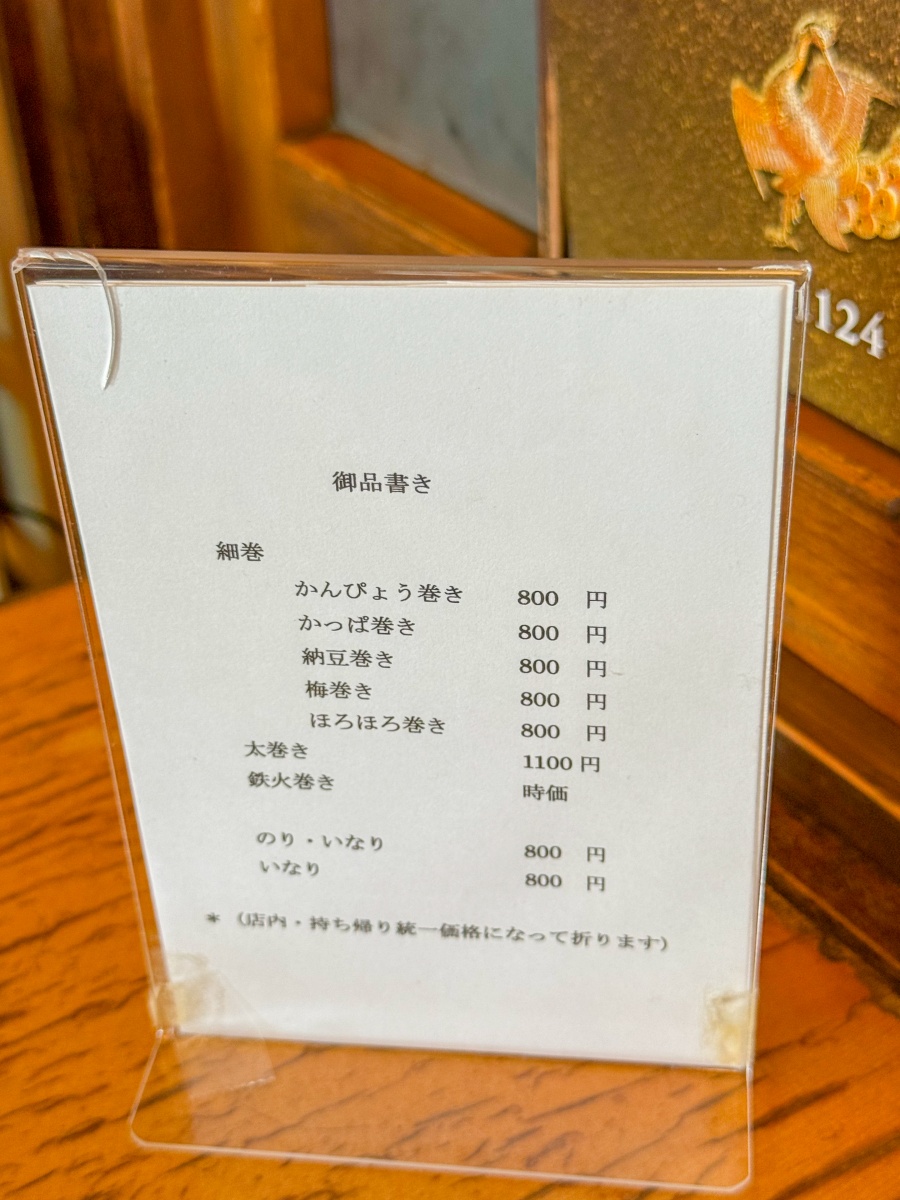 御品書き
細巻
かんぴょう巻き 800 円
かっぱ巻き 800 円
納豆巻き 800 円
梅巻き 800 円
ほろほろ巻き 800 円
太巻き 1100 円
鉄火巻き 時価
のり・いなり 800 円
いなり 800 円
* (店内・持ち帰り統一価格になって折ります)
124